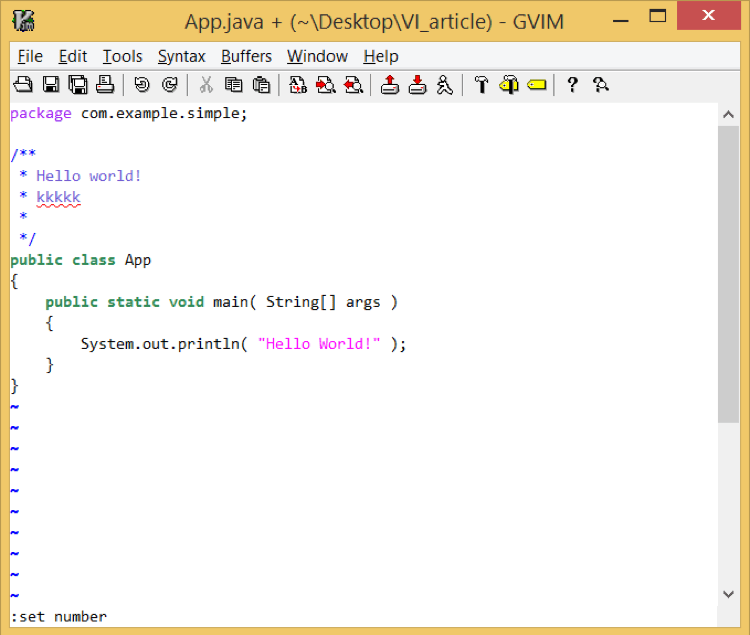 App.java + (~\Desktop\VI_article) - GVIM
File Edit Tools Syntax Buffers Window Help
package com.example.simple;
/**
 * Hello world!
 * kkkkk
 *
 */
public class App
{
    public static void main( String[] args )
    {
        System.out.println( "Hello World!" );
    }
}
~
~
~
~
~
~
~
~
~
~
:set number